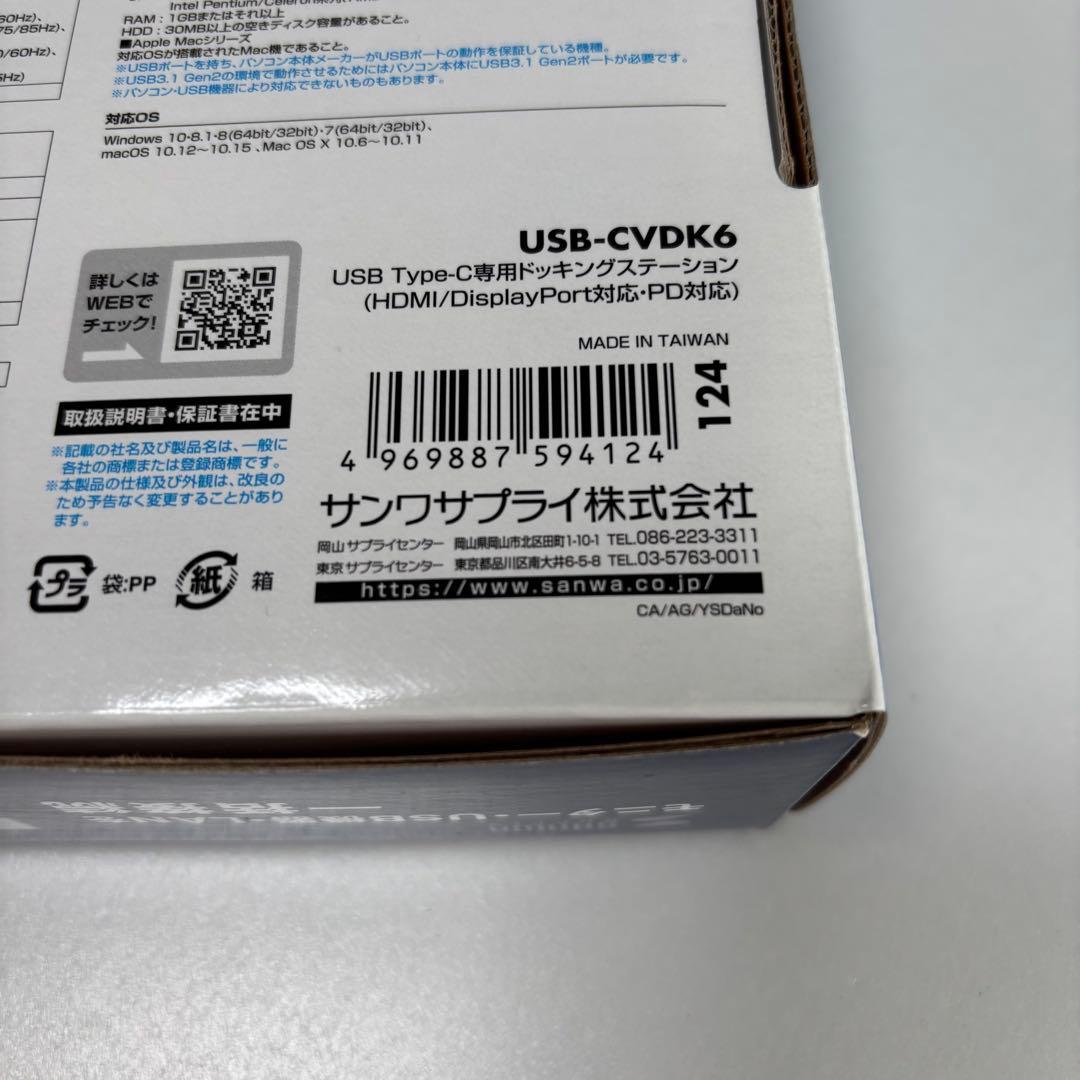 60Hz)、
75/85Hz)、
0/60Hz)、
5Hz)
RAM : 1GBまたはそれ以上
HDD : 30MB以上の空きディスク容量があること。
■Apple Macシリーズ
対応OSが搭載されたMac機であること。
※USBポートを持ち、パソコン本体メーカーがUSBポートの動作を保証している機種。
※USB3.1 Gen2の環境で動作させるためにはパソコン本体にUSB3.1 Gen2ポートが必要です。
※パソコン・USB機器により対応できないものもあります。
対応OS
Windows 10・8.1・8(64bit/32bit)・7(64bit/32bit)、
macOS 10.12～10.15 、Mac OS X 10.6～10.11
詳しくは
WEBで
チェック!
USB-CVDK6
USB Type-C専用ドッキングステーション
(HDMI/DisplayPort対応・PD対応)
MADE IN TAIWAN
124
4 969887 594124
取扱説明書・保証書在中
※記載の社名及び製品名は、一般に
各社の商標または登録商標です。
※本製品の仕様及び外観は、改良の
ため予告なく変更することがあり
ます。
プラ 袋:PP 紙 箱
サンワサプライ株式会社
岡山サプライセンター 岡山県岡山市北区田町1-10-1 TEL.086-223-3311
東京サプライセンター 東京都品川区南大井6-5-8 TEL.03-5763-0011
https://www.sanwa.co.jp/
CA/AG/YSDaNo
モニター・USB機器・LANを
一括接続